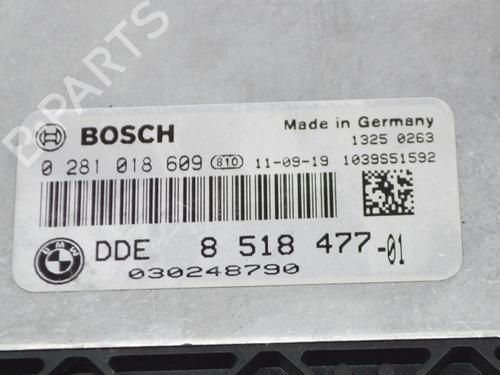 B-PARTS
BOSCH
Made in Germany
1325 0263
0 281 018 609 810 11-09-19 1039S51592
BMW
DDE 8 518 477-01
030248790